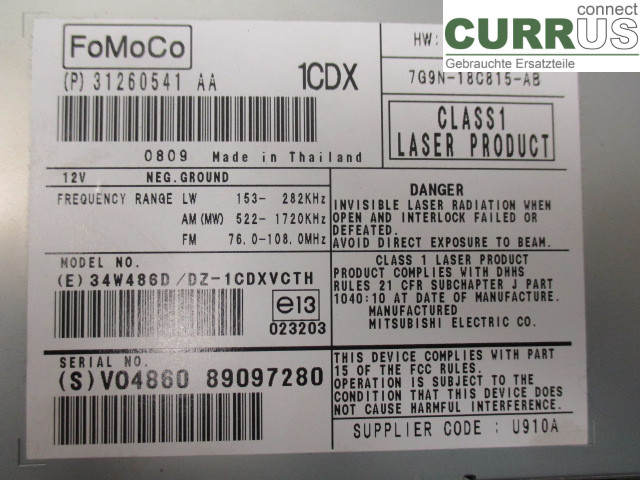 FoMoCo
(P) 31260541 AA
1CDX
0809 Made in Thailand
HW:
connect
CURRUS
Gebrauchte Ersatzteile
7G9N-18C815-AB
CLASS1
LASER PRODUCT
12V NEG.GROUND
FREQUENCY RANGE LW 153- 282KHz
AM(MW) 522-1720KHz
FM 76.0-108.0MHz
DANGER
INVISIBLE LASER RADIATION WHEN
OPEN AND INTERLOCK FAILED OR
DEFEATED.
AVOID DIRECT EXPOSURE TO BEAM.
MODEL NO.
(E) 34W486D/DZ-1CDXVCTH
e13
023203
CLASS 1 LASER PRODUCT
PRODUCT COMPLIES WITH DHHS
RULES 21 CFR SUBCHAPTER J PART
1040:10 AT DATE OF MANUFACTURE.
MANUFACTURED
MITSUBISHI ELECTRIC CO.
SERIAL NO.
(S)V04860 89097280
THIS DEVICE COMPLIES WITH PART
15 OF THE FCC RULES.
OPERATION IS SUBJECT TO THE
CONDITION THAT THIS DEVICE DOES
NOT CAUSE HARMFUL INTERFERENCE.
SUPPLIER CODE : U910A